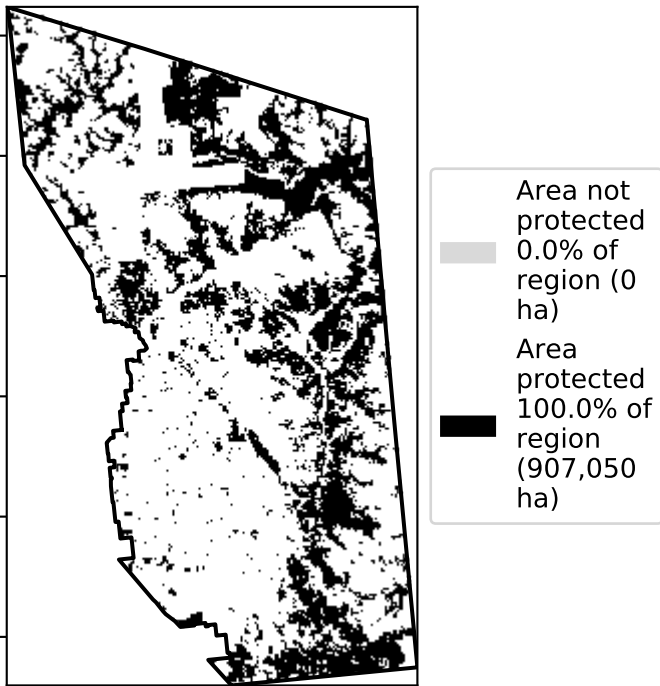 Area not
protected
0.0% of
region (0
ha)
Area
protected
100.0% of
region
(907,050
ha)